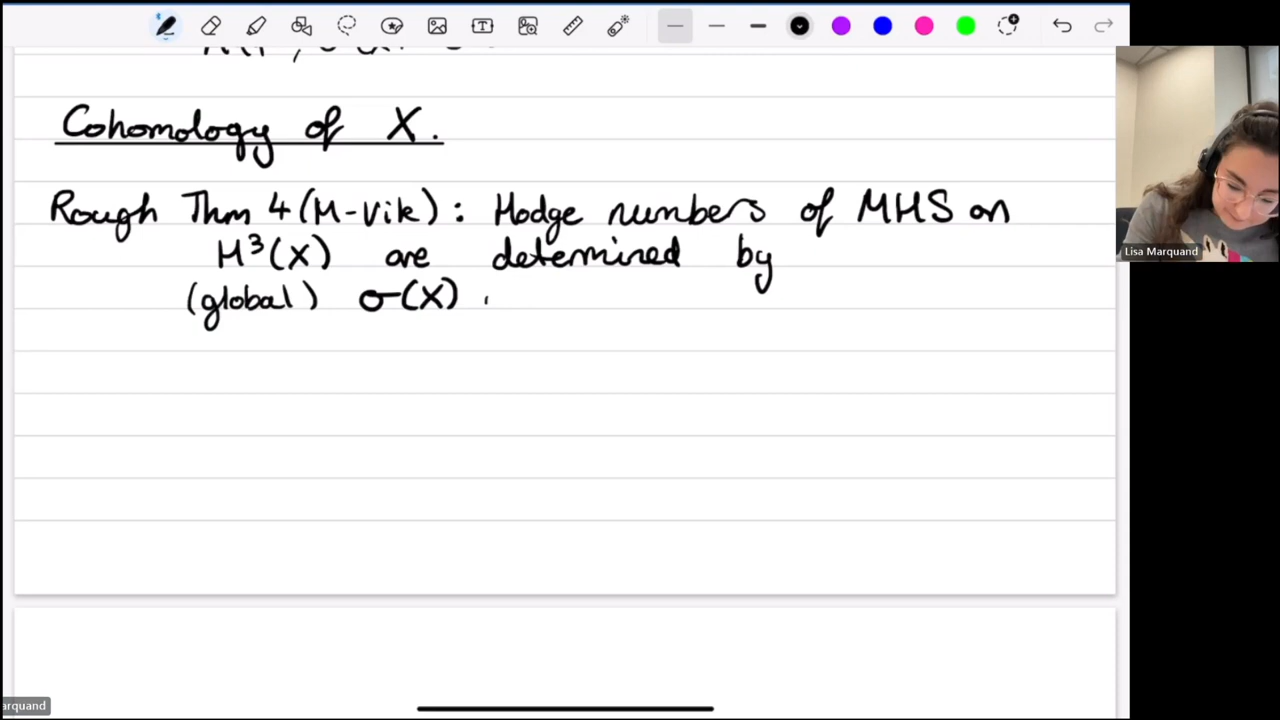 Cohomology of X.
Rough Thm 4 (M-Vik): Hodge numbers of MHS on
H³(X) are determined by
(global) σ(X)
Lisa Marquand
arquand